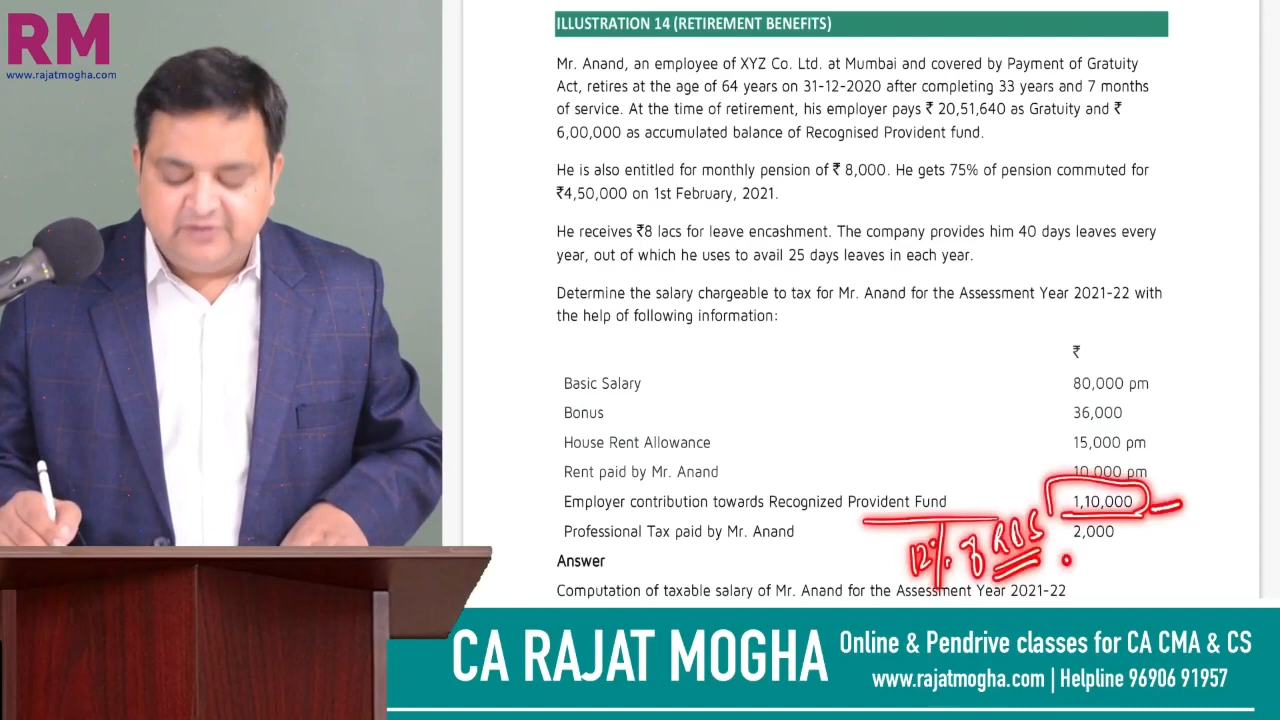 RM
www.rajatmogha.com
ILLUSTRATION 14 (RETIREMENT BENEFITS)
Mr. Anand, an employee of XYZ Co. Ltd. at Mumbai and covered by Payment of Gratuity
Act, retires at the age of 64 years on 31-12-2020 after completing 33 years and 7 months
of service. At the time of retirement, his employer pays ₹ 20,51,640 as Gratuity and ₹
6,00,000 as accumulated balance of Recognised Provident fund.
He is also entitled for monthly pension of ₹ 8,000. He gets 75% of pension commuted for
₹4,50,000 on 1st February, 2021.
He receives ₹8 lacs for leave encashment. The company provides him 40 days leaves every
year, out of which he uses to avail 25 days leaves in each year.
Determine the salary chargeable to tax for Mr. Anand for the Assessment Year 2021-22 with
the help of following information:
₹
Basic Salary 80,000 pm
Bonus 36,000
House Rent Allowance 15,000 pm
Rent paid by Mr. Anand 10,000 pm
Employer contribution towards Recognized Provident Fund 1,10,000
Professional Tax paid by Mr. Anand 2,000
12% of ROS
Answer
Computation of taxable salary of Mr. Anand for the Assessment Year 2021-22
CA RAJAT MOGHA
Online & Pendrive classes for CA CMA & CS
www.rajatmogha.com | Helpline 96906 91957